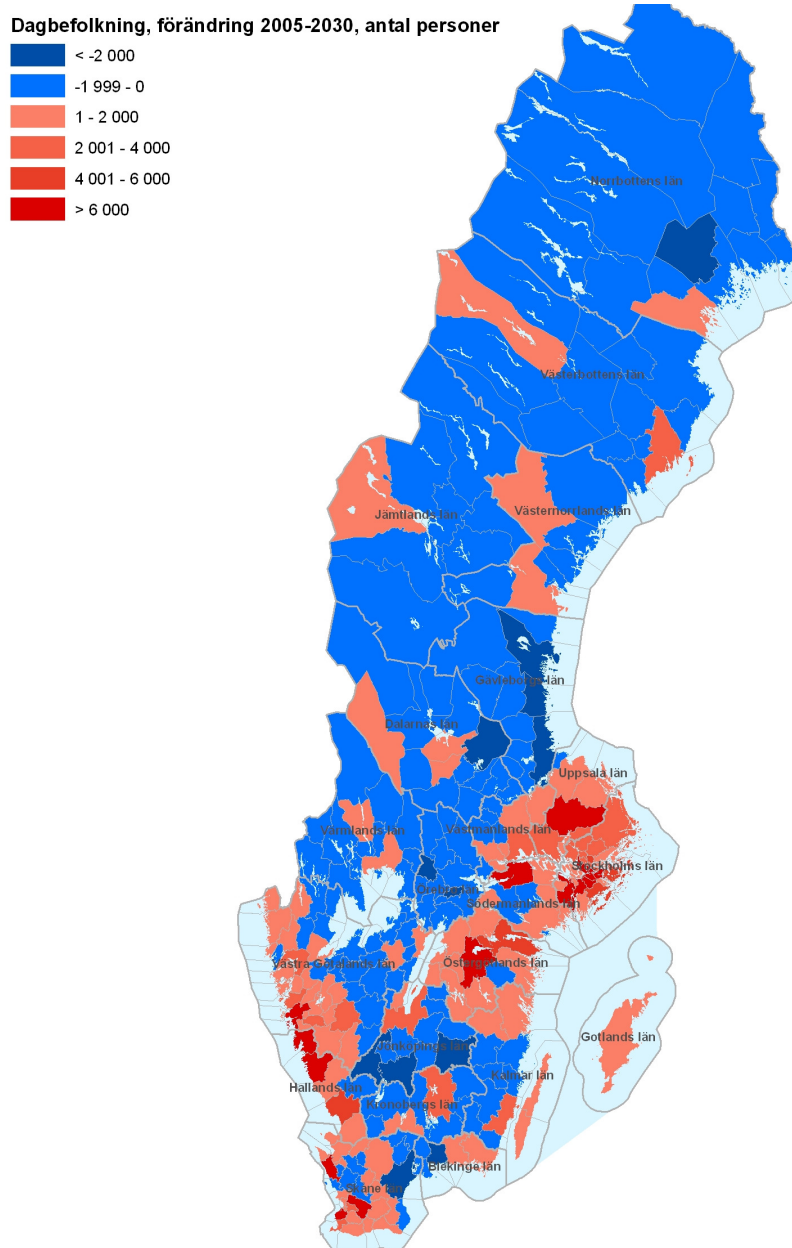 Dagbefolkning, förändring 2005-2030, antal personer
< -2 000
-1 999 - 0
1 - 2 000
2 001 - 4 000
4 001 - 6 000
> 6 000
Norrbottens län
Västerbottens län
Jämtlands län
Västernorrlands län
Gävleborgs län
Dalarnas län
Uppsala län
Värmlands län
Västmanlands län
Stockholms län
Örebro län
Södermanlands län
Västra Götalands län
Östergötlands län
Gotlands län
Jönköpings län
Kalmar län
Hallands län
Kronobergs län
Blekinge län
Skåne län